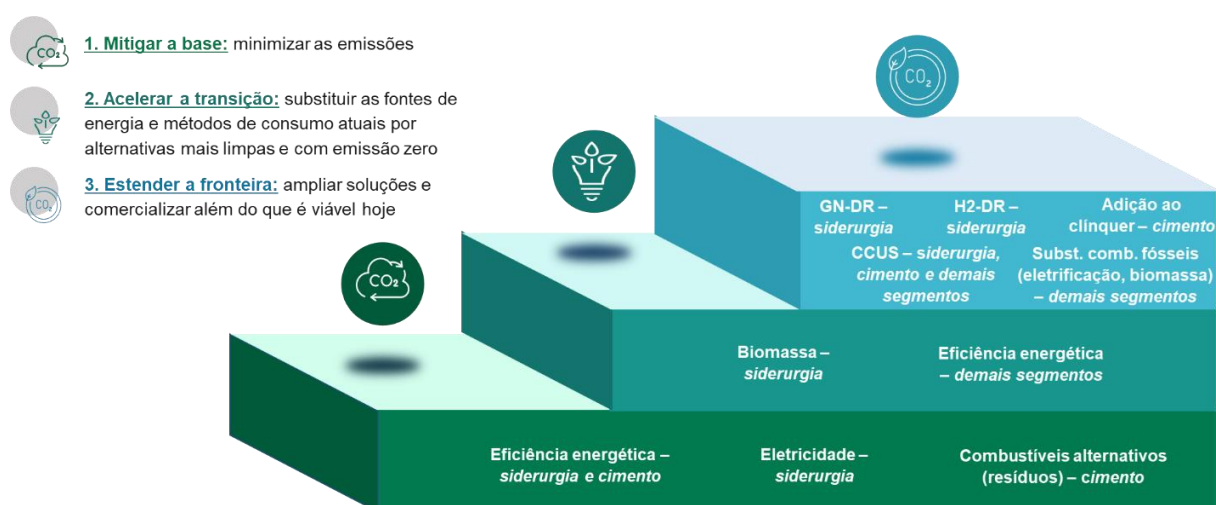 1. Mitigar a base: minimizar as emissões
2. Acelerar a transição: substituir as fontes de
energia e métodos de consumo atuais por
alternativas mais limpas e com emissão zero
3. Estender a fronteira: ampliar soluções e
comercializar além do que é viável hoje
CO₂
CO₂
CO₂
CO₂
GN-DR –
siderurgia
H2-DR –
siderurgia
Adição ao
clínquer – cimento
CCUS – siderurgia,
cimento e demais
segmentos
Subst. comb. fósseis
(eletrificação, biomassa)
– demais segmentos
Biomassa –
siderurgia
Eficiência energética
– demais segmentos
Eficiência energética –
siderurgia e cimento
Eletricidade –
siderurgia
Combustíveis alternativos
(resíduos) – cimento